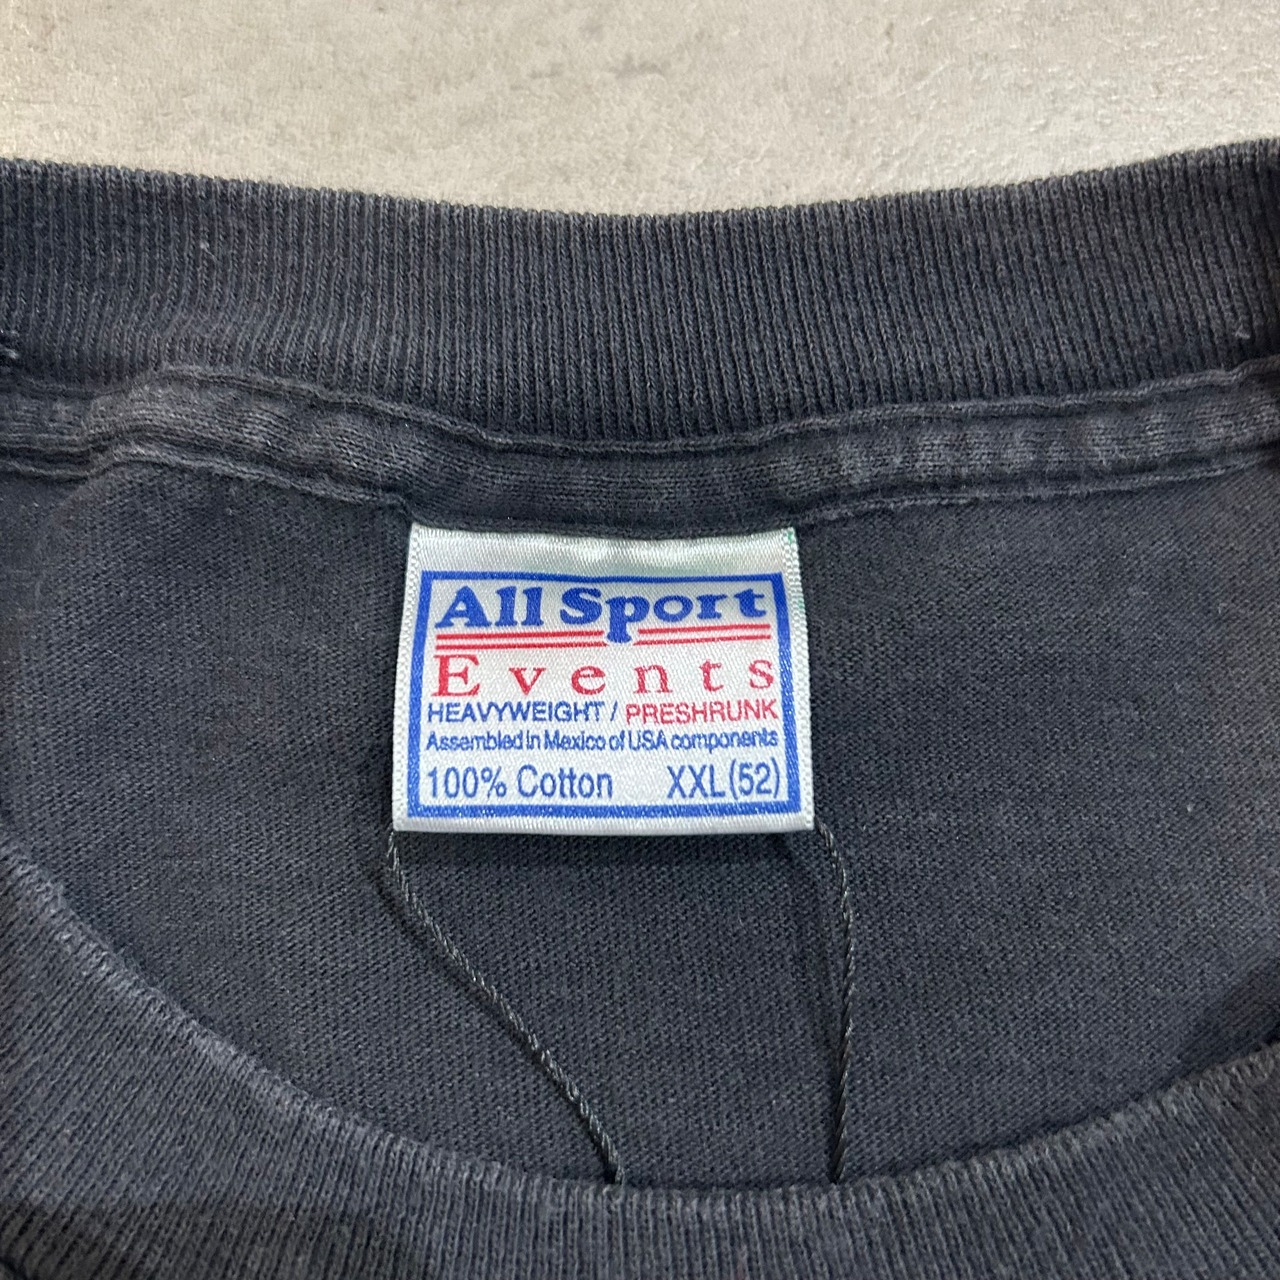 All Sport
Events
HEAVYWEIGHT / PRESHRUNK
Assembled In Mexico of USA components
100% Cotton XXL(52)